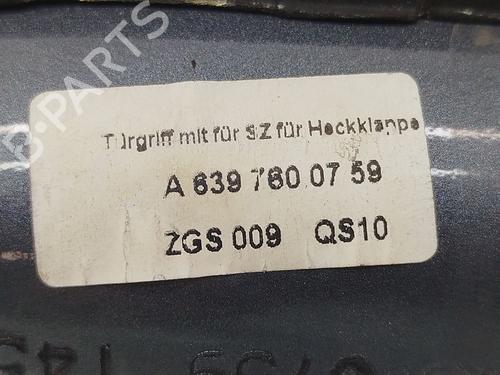 B-PARTS
Türgriff mit für SZ für Heckklappe
A 639 760 07 59
ZGS 009 QS10